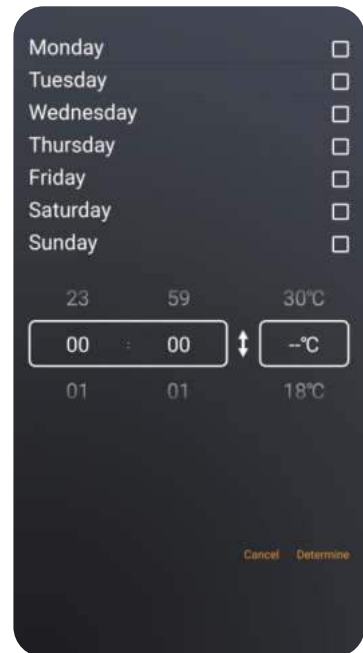 Monday
Tuesday
Wednesday
Thursday
Friday
Saturday
Sunday
23 59 30℃
00 : 00 --℃
01 01 18℃
Cancel Determine